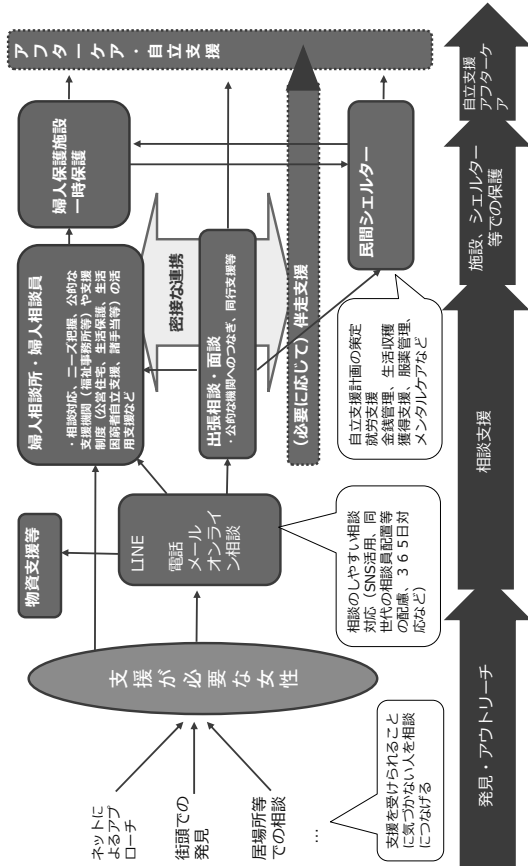 ネットに
よるアプ
ローチ
街頭での
発見
居場所等
での相談
…
支援を受けられること
に気づかない人を相談
につなげる
支援が必要な女性
物資支援等
LINE
電話
メール
オンライ
ン相談
相談のしやすい相談
対応（SNS活用、同
世代の相談員配置等
の配慮、３６５日対
応など）
婦人相談所・婦人相談員
・相談対応、ニーズ把握、公的な
支援機関（福祉事務所等）や支援
制度（公営住宅、生活保護、生活
困窮者自立支援、諸手当等）の活
用支援など
密接な連携
出張相談・面談
・公的な機関へのつなぎ、同行支援等
（必要に応じて）伴走支援
自立支援計画の策定
就労支援
金銭管理、生活収穫
獲得支援、服薬管理、
メンタルケアなど
婦人保護施設
一時保護
民間シェルター
アフターケア・自立支援
発見・アウトリーチ
相談支援
施設、シェルター
等での保護
自立支援
アフターケ
ア